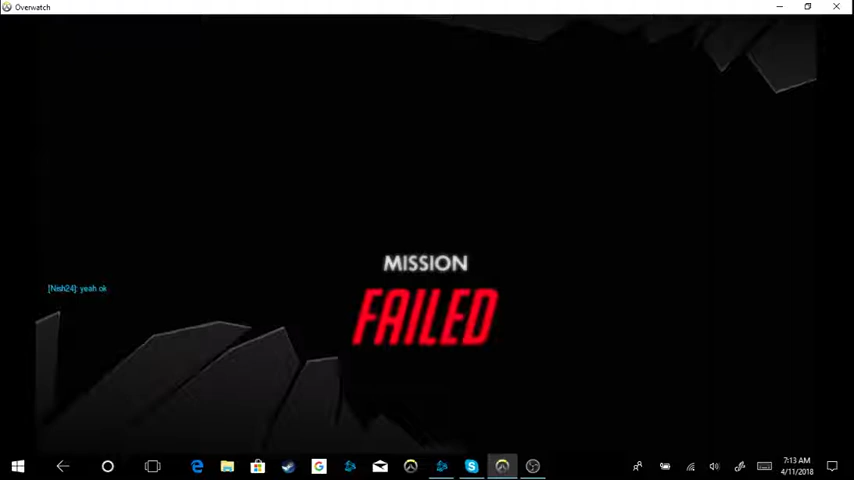 Overwatch
MISSION
[Nish24]: yeah ok
FAILED
7:13 AM
4/11/2018